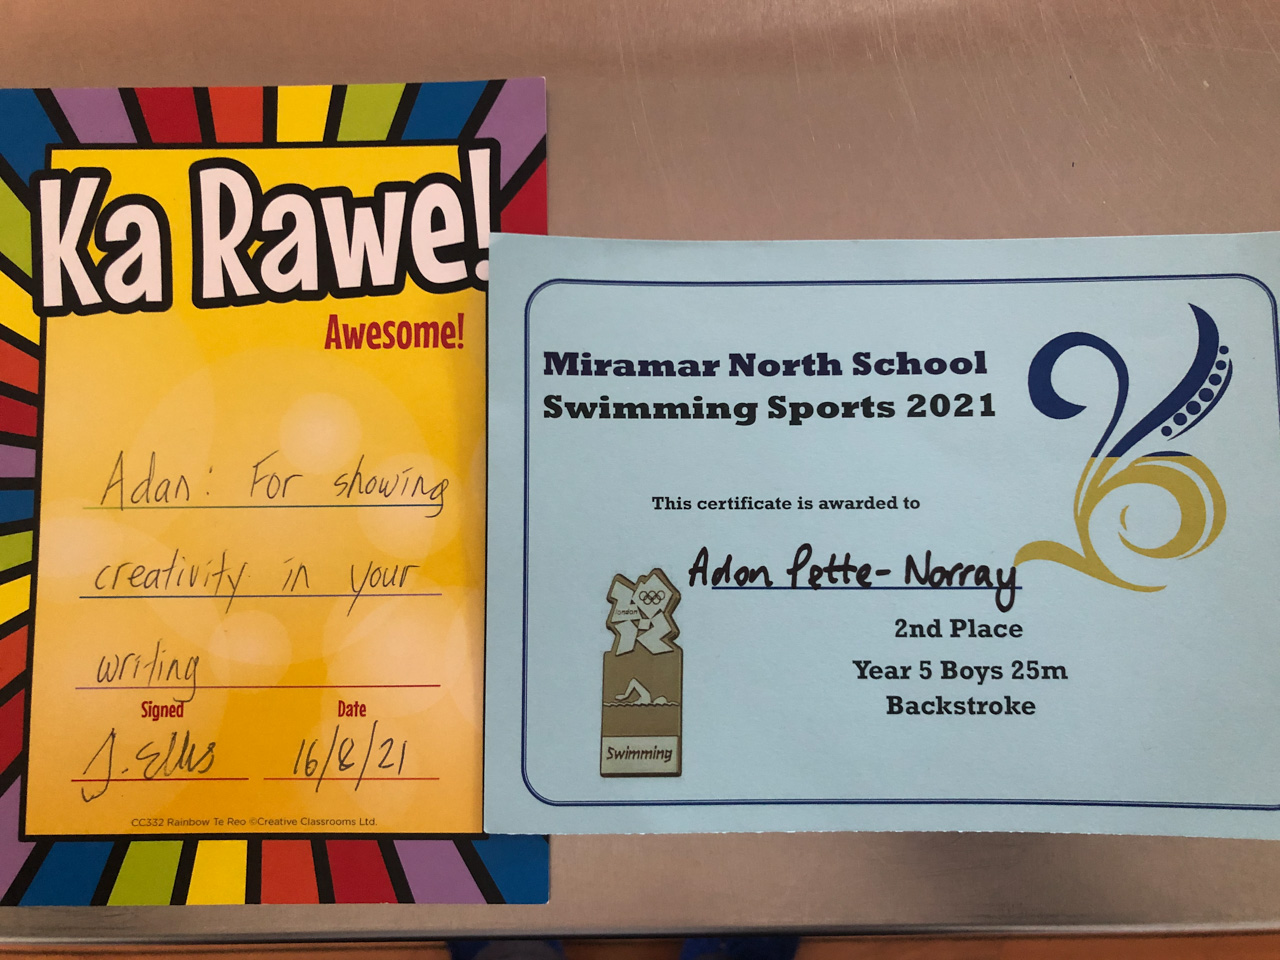 Ka Rawe!
Awesome!
Adan: For showing
creativity in your
writing
Signed Date
J. Ellis 16/8/21
CC332 Rainbow Te Reo ©Creative Classrooms Ltd.
Miramar North School
Swimming Sports 2021
This certificate is awarded to
Adon Pette-Norray
2nd Place
Year 5 Boys 25m
Backstroke
london
Swimming